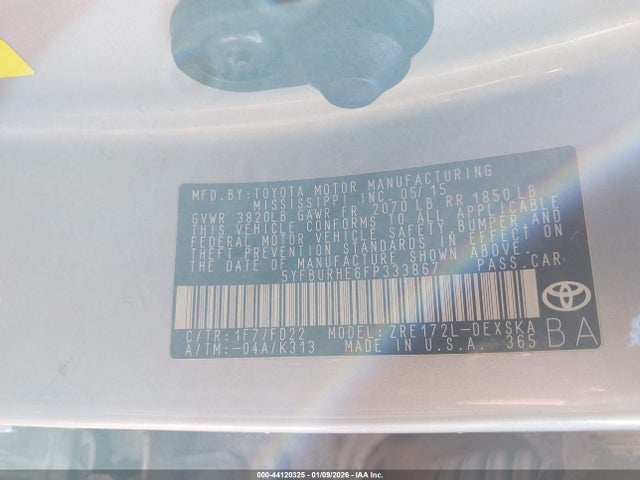 MFD. BY: TOYOTA MOTOR MANUFACTURING
MISSISSIPPI INC. 05/15
GVWR 3820LB GAWR FR 2070 LB RR 1850 LB
THIS VEHICLE CONFORMS TO ALL APPLICABLE
FEDERAL MOTOR VEHICLE SAFETY, BUMPER, AND
THEFT PREVENTION STANDARDS IN EFFECT ON
THE DATE OF MANUFACTURE SHOWN ABOVE.
5YFBURHE6FP333867 PASS.CAR
C/TR: 1F7/FD22 MODEL: ZRE172L-DEXSKA
A/TM: -04A/K313 MADE IN U.S.A. 365
BA
000-44120325 - 01/09/2026 - IAA Inc.